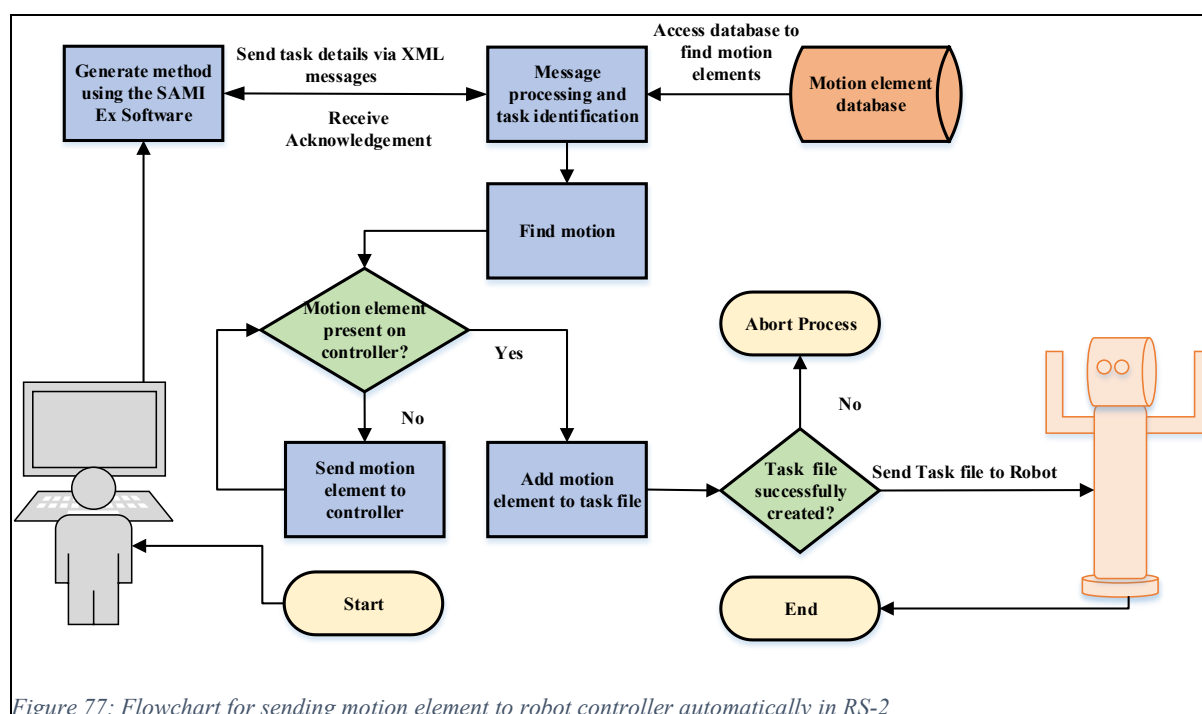 Generate method
using the SAMI
Ex Software
Send task details via XML
messages
Receive
Acknowledgement
Message
processing and
task identification
Access database to
find motion
elements
Motion element
database
Find motion
Motion element
present on
controller?
Yes
No
Send motion
element to
controller
Add motion
element to task file
Abort Process
No
Task file
successfully
created?
Send Task file to Robot
Start
End
Figure 77: Flowchart for sending motion element to robot controller automatically in RS-2